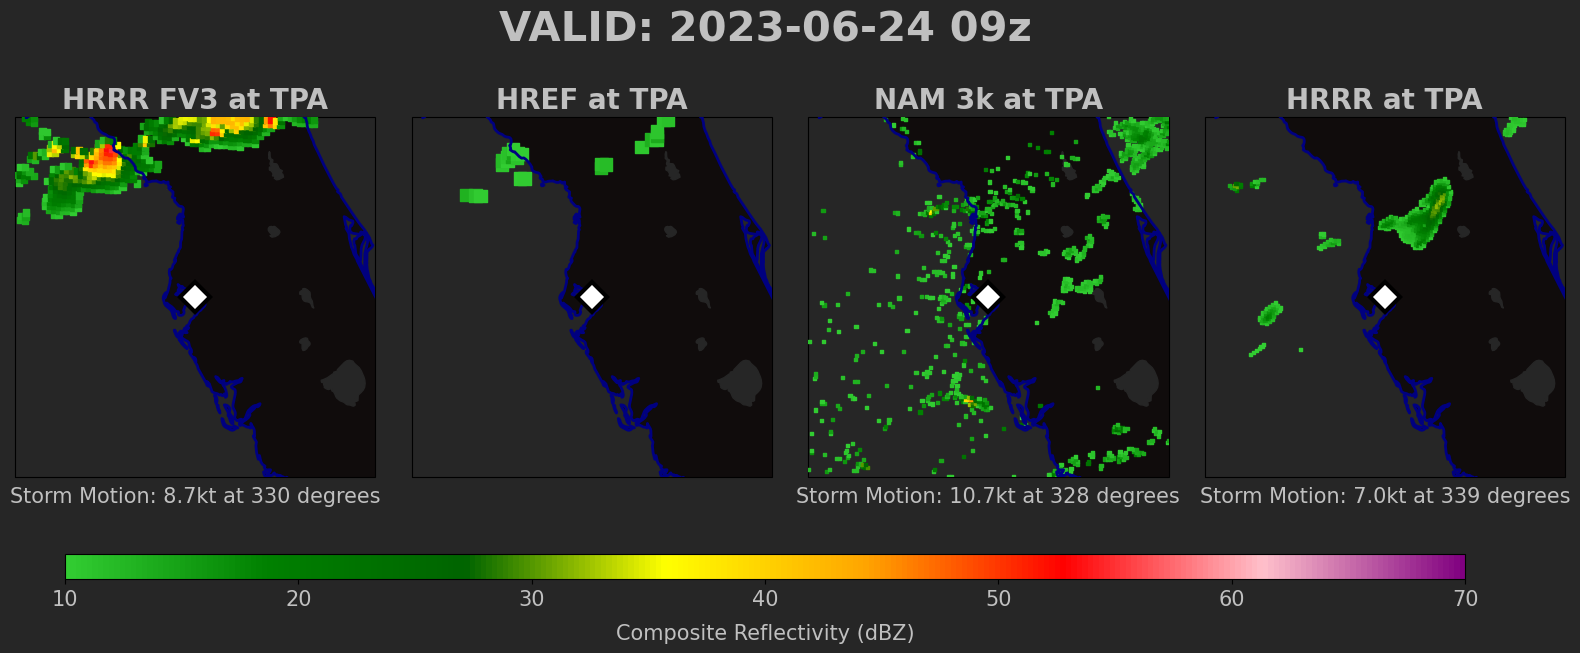 VALID: 2023-06-24 09z
HRRR FV3 at TPA
HREF at TPA
NAM 3k at TPA
HRRR at TPA
Storm Motion: 8.7kt at 330 degrees
Storm Motion: 10.7kt at 328 degrees
Storm Motion: 7.0kt at 339 degrees
10 20 30 40 50 60 70
Composite Reflectivity (dBZ)